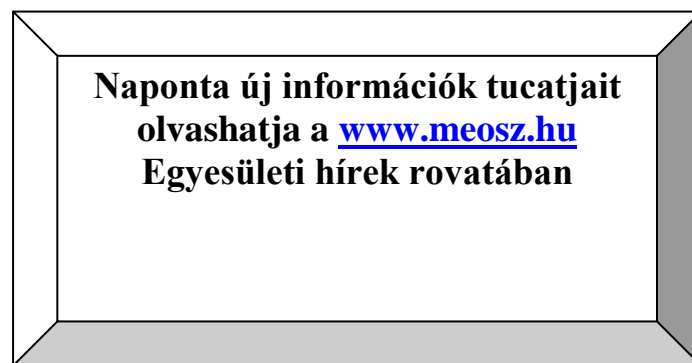 Naponta új információk tucatjait
olvashatja a www.meosz.hu
Egyesületi hírek rovatában